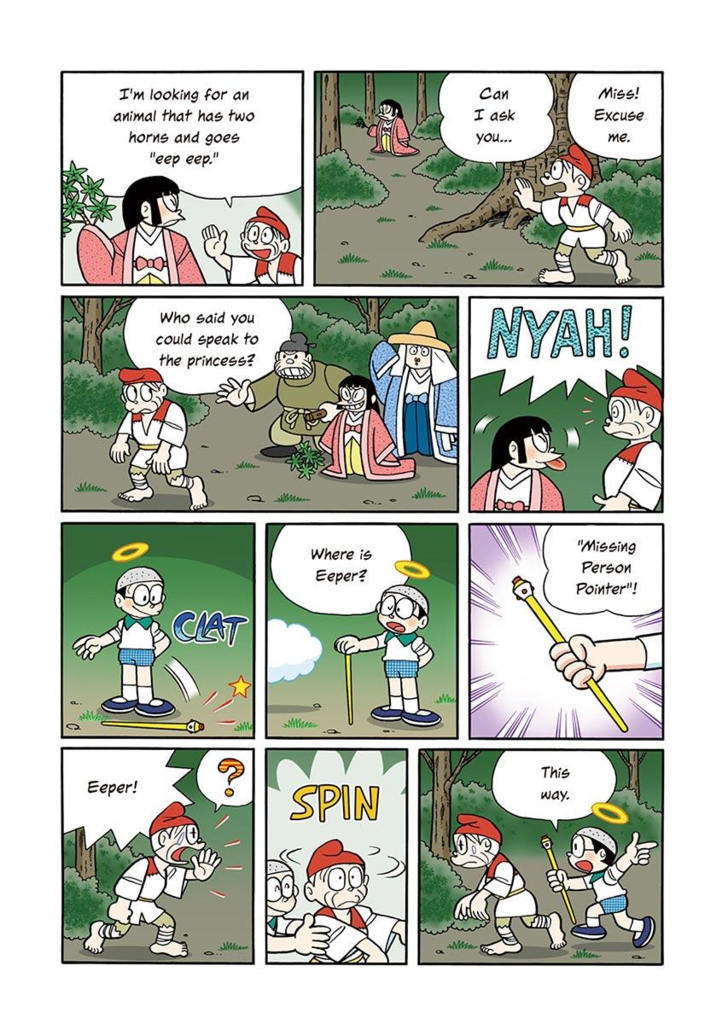 Miss!
Excuse
me.
Can
I ask
you...
I'm looking for an
animal that has two
horns and goes
"eep eep."
NYAH!
Who said you
could speak to
the princess?
"Missing
Person
Pointer"!
Where is
Eeper?
CLAT
This
way.
SPIN
?
Eeper!